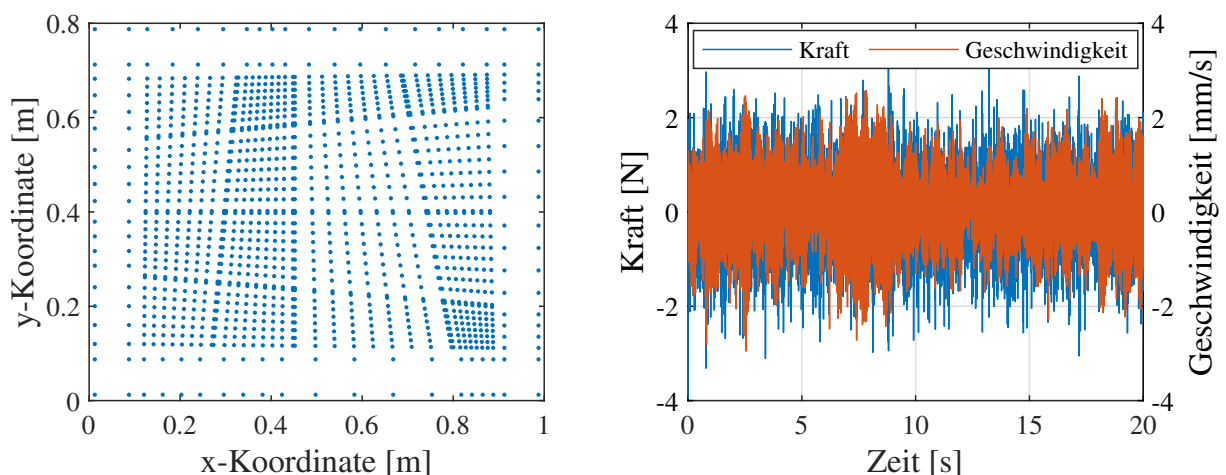 0.8
0.6
0.4
0.2
0
0 0.2 0.4 0.6 0.8 1
x-Koordinate [m]
y-Koordinate [m]
Kraft Geschwindigkeit
4
2
0
-2
-4
Kraft [N]
4
2
0
-2
-4
Geschwindigkeit [mm/s]
0 5 10 15 20
Zeit [s]